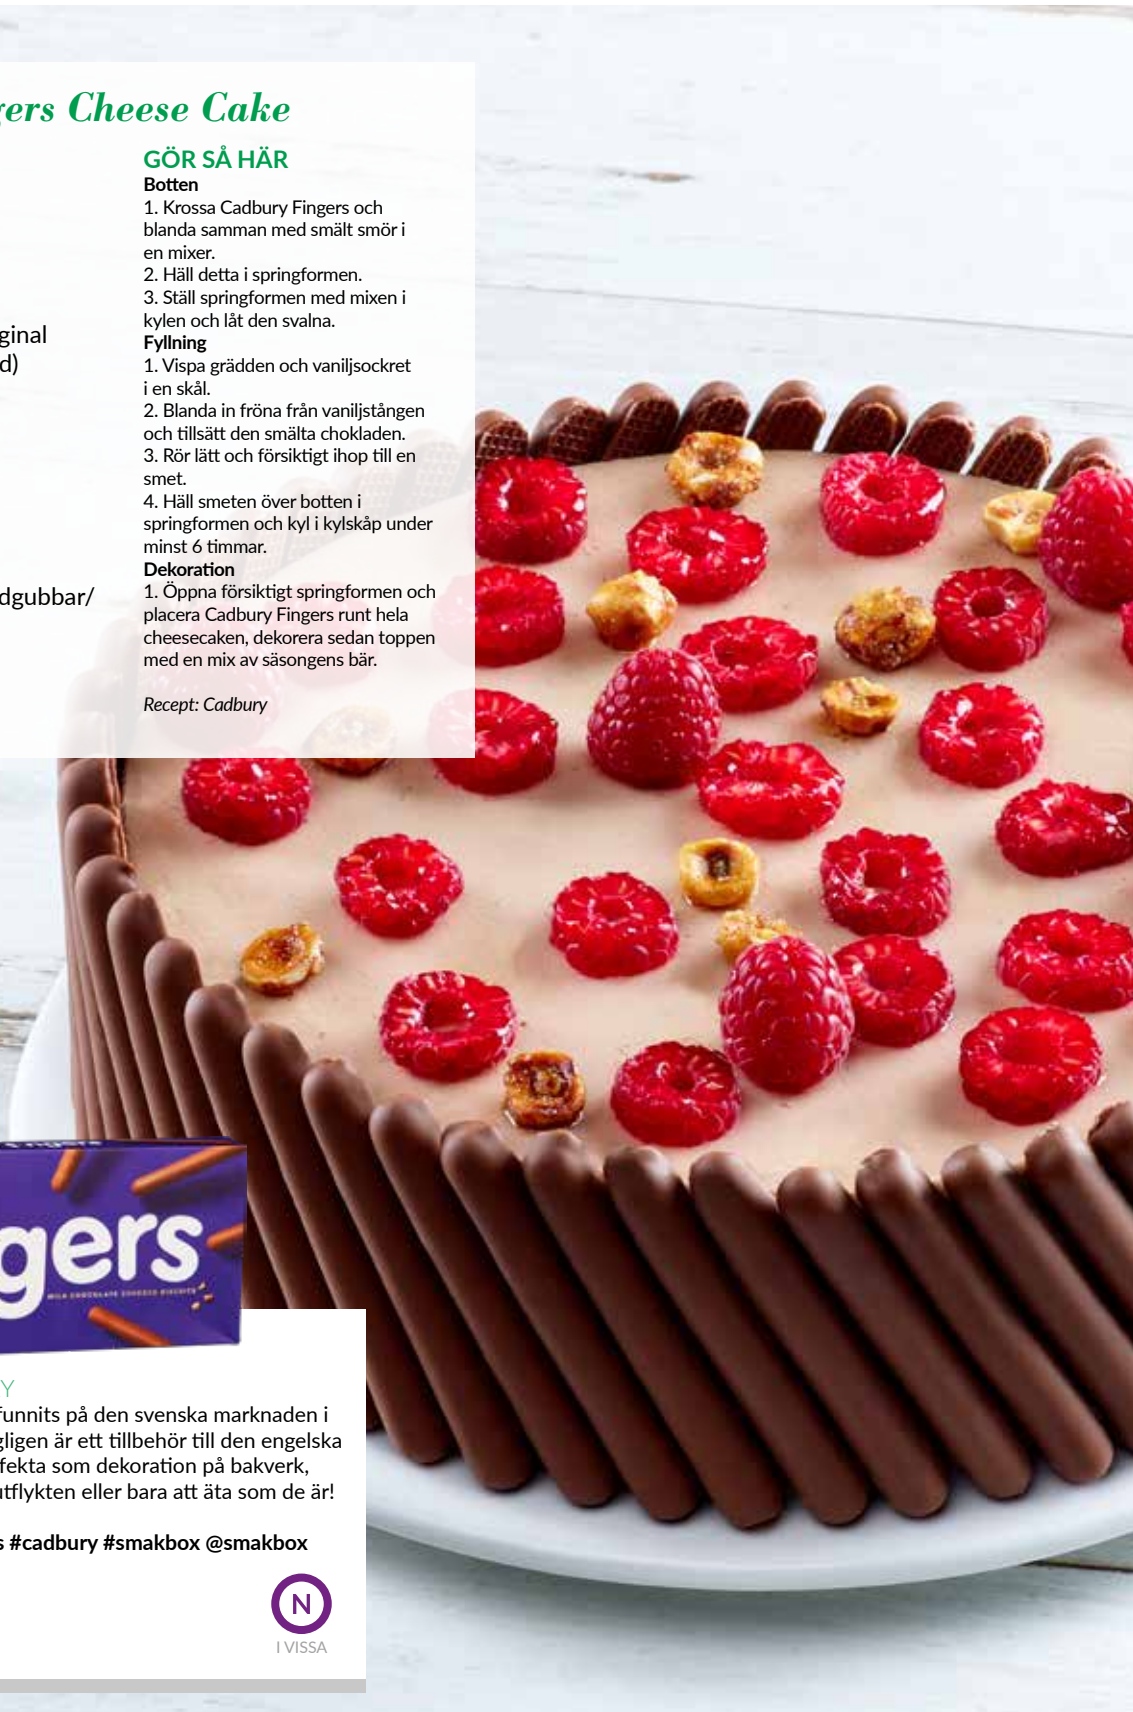 gers Cheese Cake
ginal
d)
dgubbar/
GÖR SÅ HÄR
Botten
1. Krossa Cadbury Fingers och
blanda samman med smält smör i
en mixer.
2. Häll detta i springformen.
3. Ställ springformen med mixen i
kylen och låt den svalna.
Fyllning
1. Vispa grädden och vaniljsockret
i en skål.
2. Blanda in fröna från vaniljstången
och tillsätt den smälta chokladen.
3. Rör lätt och försiktigt ihop till en
smet.
4. Häll smeten över botten i
springformen och kyl i kylskåp under
minst 6 timmar.
Dekoration
1. Öppna försiktigt springformen och
placera Cadbury Fingers runt hela
cheesecaken, dekorera sedan toppen
med en mix av säsongens bär.
Recept: Cadbury
gers
MILK CHOCOLATE COVERED BISCUITS
Y
funnits på den svenska marknaden i
gligen är ett tillbehör till den engelska
fekta som dekoration på bakverk,
utflykten eller bara att äta som de är!
s #cadbury #smakbox @smakbox
N
I VISSA